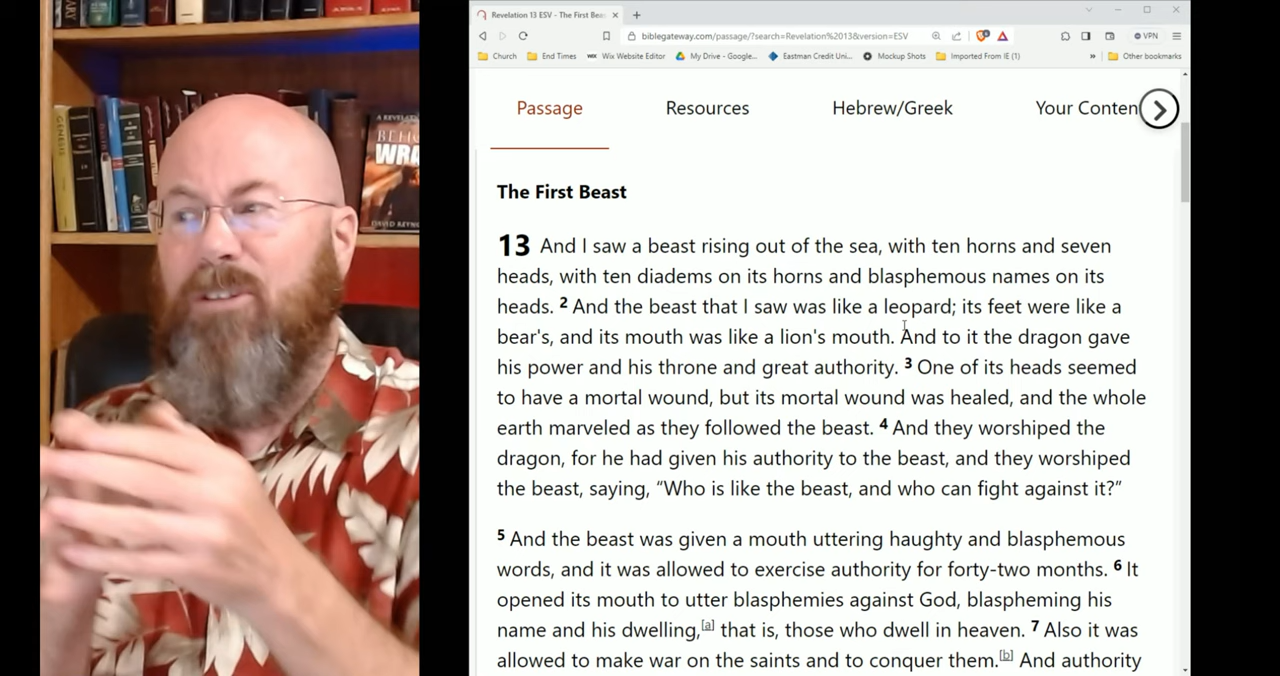 GENESIS
A REVELAT
BEHO
WRA
DAVID REYNO
Revelation 13 ESV - The First Beas
biblegateway.com/passage/?search=Revelation%2013&version=ESV
VPN
Church
End Times
WIX Wix Website Editor
My Drive - Google...
Eastman Credit Uni...
Mockup Shots
Imported From IE (1)
»
Other bookmarks
Passage
Resources
Hebrew/Greek
Your Conten
The First Beast
13 And I saw a beast rising out of the sea, with ten horns and seven
heads, with ten diadems on its horns and blasphemous names on its
heads. 2 And the beast that I saw was like a leopard; its feet were like a
bear's, and its mouth was like a lion's mouth. And to it the dragon gave
his power and his throne and great authority. 3 One of its heads seemed
to have a mortal wound, but its mortal wound was healed, and the whole
earth marveled as they followed the beast. 4 And they worshiped the
dragon, for he had given his authority to the beast, and they worshiped
the beast, saying, “Who is like the beast, and who can fight against it?”
5 And the beast was given a mouth uttering haughty and blasphemous
words, and it was allowed to exercise authority for forty-two months. 6 It
opened its mouth to utter blasphemies against God, blaspheming his
name and his dwelling,[a] that is, those who dwell in heaven. 7 Also it was
allowed to make war on the saints and to conquer them.[b] And authority